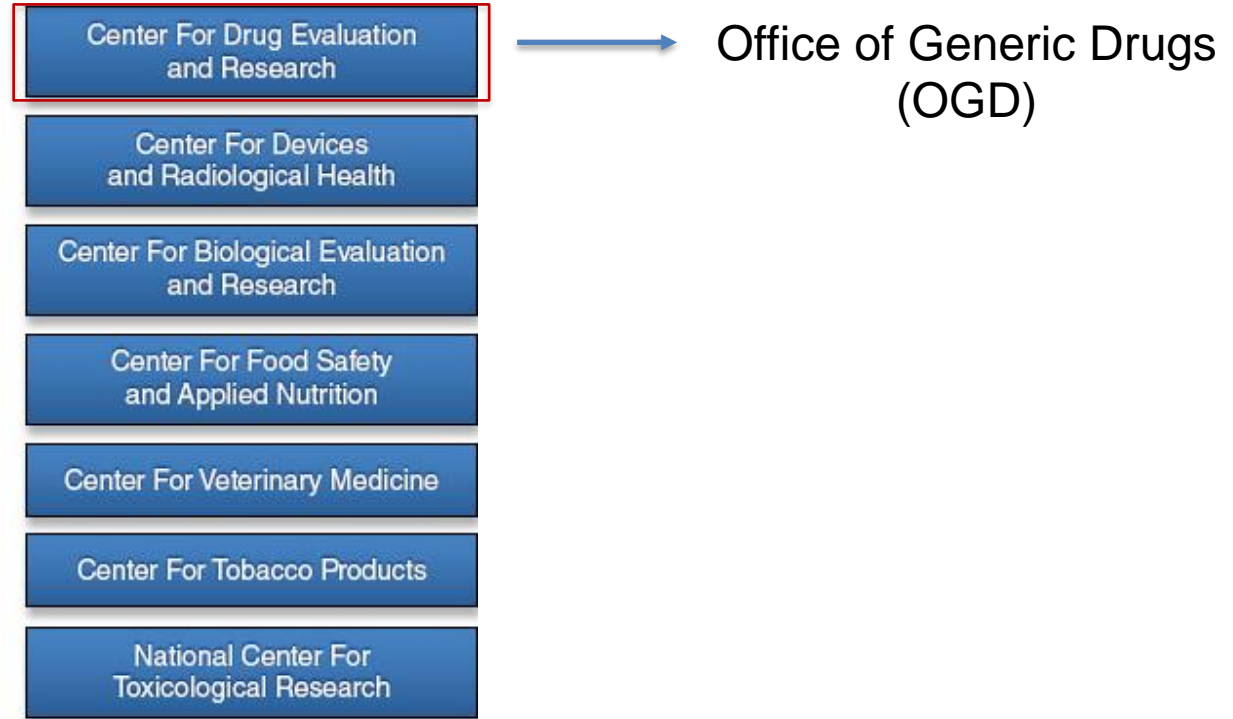 Center For Drug Evaluation
and Research
Office of Generic Drugs
(OGD)
Center For Devices
and Radiological Health
Center For Biological Evaluation
and Research
Center For Food Safety
and Applied Nutrition
Center For Veterinary Medicine
Center For Tobacco Products
National Center For
Toxicological Research